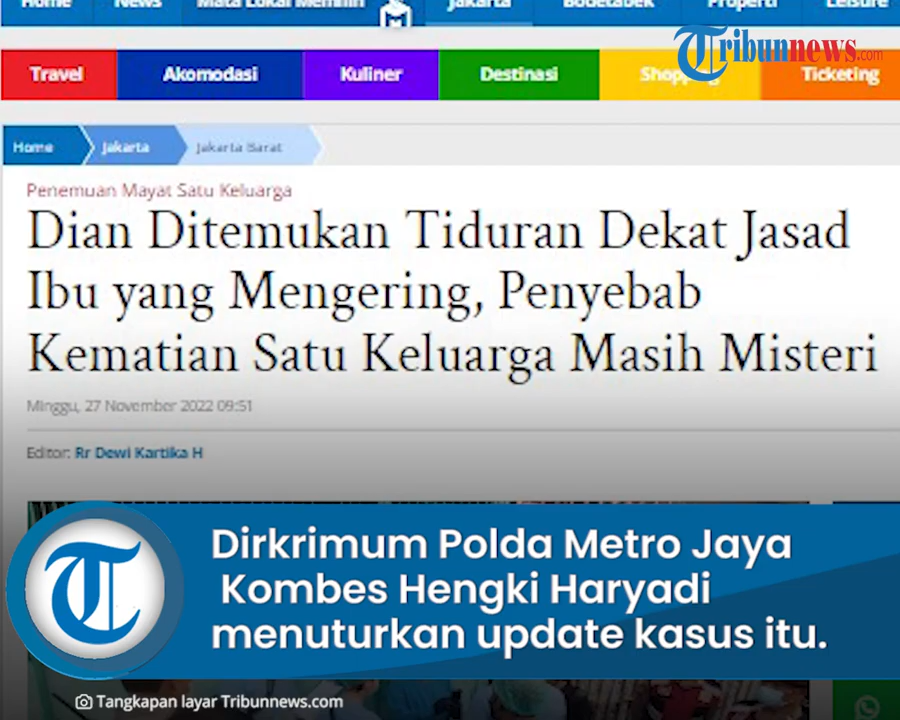 Home News Mata Lokal Memilih Jakarta Bodetabek Properti Leisure
Tribunnews.com
Travel Akomodasi Kuliner Destinasi Shopping Ticketing
Home Jakarta Jakarta Barat
Penemuan Mayat Satu Keluarga
Dian Ditemukan Tiduran Dekat Jasad
Ibu yang Mengering, Penyebab
Kematian Satu Keluarga Masih Misteri
Minggu, 27 November 2022 09:51
Editor: Rr Dewi Kartika H
Dirkrimum Polda Metro Jaya
Kombes Hengki Haryadi
menuturkan update kasus itu.
Tangkapan layar Tribunnews.com